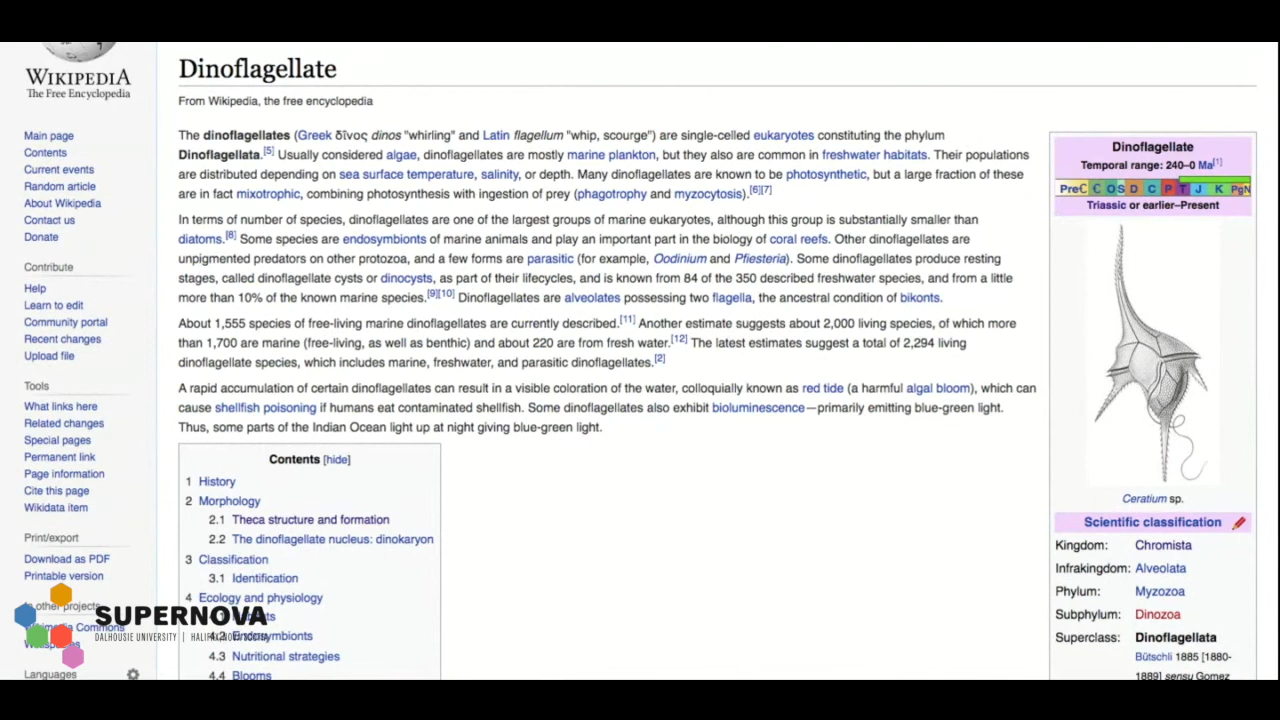 WIKIPEDIA
The Free Encyclopedia
Main page
Contents
Current events
Random article
About Wikipedia
Contact us
Donate
Contribute
Help
Learn to edit
Community portal
Recent changes
Upload file
Tools
What links here
Related changes
Special pages
Permanent link
Page information
Cite this page
Wikidata item
Print/export
Download as PDF
Printable version
In other projects
Wikimedia Commons
Languages
SUPERNOVA
DALHOUSIE UNIVERSITY | HALIFAX, NOVA SCOTIA
Dinoflagellate
From Wikipedia, the free encyclopedia
The dinoflagellates (Greek δῖνος dinos "whirling" and Latin flagellum "whip, scourge") are single-celled eukaryotes constituting the phylum
Dinoflagellata.[5] Usually considered algae, dinoflagellates are mostly marine plankton, but they also are common in freshwater habitats. Their populations
are distributed depending on sea surface temperature, salinity, or depth. Many dinoflagellates are known to be photosynthetic, but a large fraction of these
are in fact mixotrophic, combining photosynthesis with ingestion of prey (phagotrophy and myzocytosis).[6][7]
In terms of number of species, dinoflagellates are one of the largest groups of marine eukaryotes, although this group is substantially smaller than
diatoms.[8] Some species are endosymbionts of marine animals and play an important part in the biology of coral reefs. Other dinoflagellates are
unpigmented predators on other protozoa, and a few forms are parasitic (for example, Oodinium and Pfiesteria). Some dinoflagellates produce resting
stages, called dinoflagellate cysts or dinocysts, as part of their lifecycles, and is known from 84 of the 350 described freshwater species, and from a little
more than 10% of the known marine species.[9][10] Dinoflagellates are alveolates possessing two flagella, the ancestral condition of bikonts.
About 1,555 species of free-living marine dinoflagellates are currently described.[11] Another estimate suggests about 2,000 living species, of which more
than 1,700 are marine (free-living, as well as benthic) and about 220 are from fresh water.[12] The latest estimates suggest a total of 2,294 living
dinoflagellate species, which includes marine, freshwater, and parasitic dinoflagellates.[2]
A rapid accumulation of certain dinoflagellates can result in a visible coloration of the water, colloquially known as red tide (a harmful algal bloom), which can
cause shellfish poisoning if humans eat contaminated shellfish. Some dinoflagellates also exhibit bioluminescence—primarily emitting blue-green light.
Thus, some parts of the Indian Ocean light up at night giving blue-green light.
Contents [hide]
1 History
2 Morphology
2.1 Theca structure and formation
2.2 The dinoflagellate nucleus: dinokaryon
3 Classification
3.1 Identification
4 Ecology and physiology
4.2 Endosymbionts
4.3 Nutritional strategies
4.4 Blooms
Dinoflagellate
Temporal range: 240–0 Ma[1]
PreꞒ Ꞓ O S D C P T J K PgN
Triassic or earlier–Present
Ceratium sp.
Scientific classification
Kingdom: Chromista
Infrakingdom: Alveolata
Phylum: Myzozoa
Subphylum: Dinozoa
Superclass: Dinoflagellata
Bütschli 1885 [1880-
1889] sensu Gomez